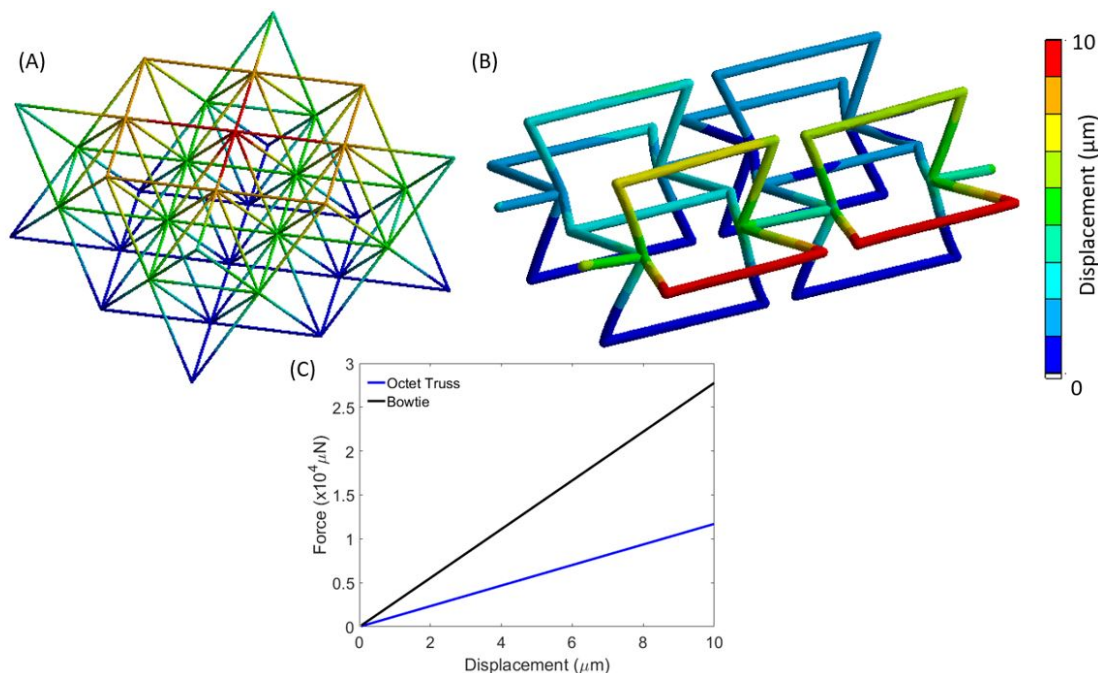 (A)
(B)
10
Displacement (μm)
0
(C)
3
2.5
2
1.5
1
0.5
0
Force (x10⁴ μN)
Octet Truss
Bowtie
0 2 4 6 8 10
Displacement (μm)